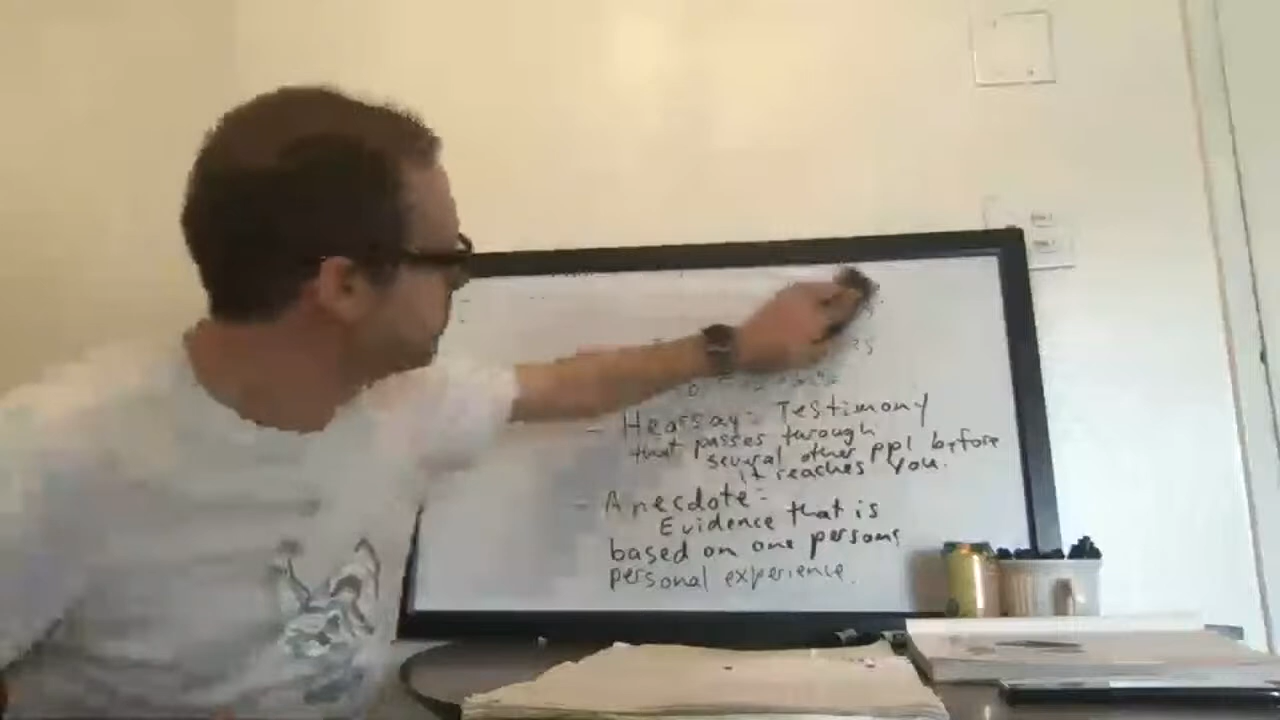 - Hearsay: Testimony
that passes through
several other ppl before
it reaches you.
- Anecdote:
Evidence that is
based on one persons
personal experience.